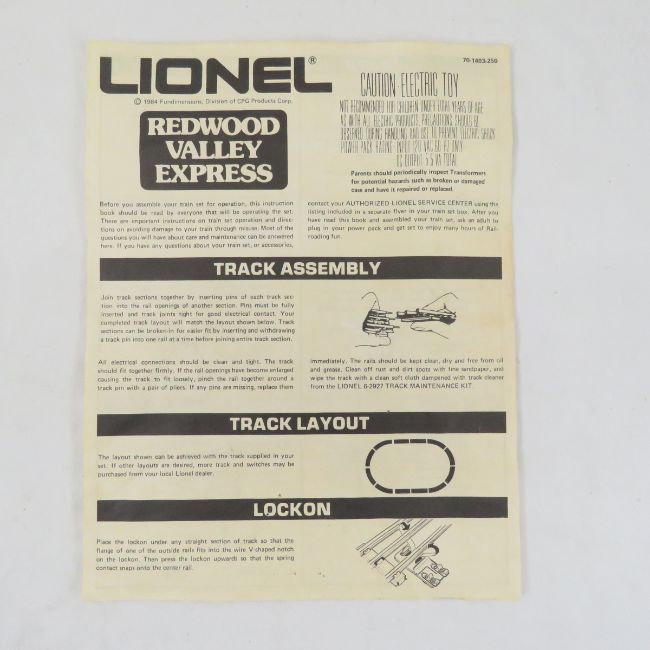 LIONEL®
© 1984 Fundimensions, Division of CPG Products Corp.
REDWOOD
VALLEY
EXPRESS
70-1403-250
CAUTION-ELECTRIC TOY
NOT RECOMMENDED FOR CHILDREN UNDER EIGHT YEARS OF AGE
AS WITH ALL ELECTRIC PRODUCTS, PRECAUTIONS SHOULD BE
OBSERVED DURING HANDLING AND USE TO PREVENT ELECTRIC SHOCK
POWER PACK RATING: INPUT 120 VAC 60 HZ ONLY
Parents should periodically inspect Transformers
for potential hazards such as broken or damaged
case and have it repaired or replaced.
Before you assemble your train set for operation, this instruction
book should be read by everyone that will be operating the set.
There are important instructions on train set operation and direc-
tions on avoiding damage to your train through misuse. Most of the
questions you will have about care and maintenance can be answered
here. If you have any questions about your train set, or accessories,
contact your AUTHORIZED LIONEL SERVICE CENTER using the
listing included in a separate flyer in your train set box. After you
have read this book and assembled your train set, ask an adult to
plug in your power pack and get set to enjoy many hours of Rail-
roading fun.
TRACK ASSEMBLY
Join track sections together by inserting pins of each track sec-
tion into the rail openings of another section. Pins must be fully
inserted and track joints tight for good electrical contact. Your
completed track layout will match the layout shown below. Track
sections can be broken-in for easier fit by inserting and withdrawing
a track pin into one rail at a time before joining entire track section.
All electrical connections should be clean and tight. The track
should fit together firmly. If the rail openings have become enlarged
causing the track to fit loosely, pinch the rail together around a
track pin with a pair of pliers. If any pins are missing, replace them
immediately. The rails should be kept clean, dry and free from oil
and grease. Clean off rust and dirt spots with fine sandpaper, and
wipe the track with a clean soft cloth dampened with track cleaner
from the LIONEL 6-2927 TRACK MAINTENANCE KIT.
TRACK LAYOUT
The layout shown can be achieved with the track supplied in your
set. If other layouts are desired, more track and switches may be
purchased from your local Lionel dealer.
LOCKON
Place the lockon under any straight section of track so that the
flange of one of the outside rails fits into the wire V-shaped notch
on the lockon. Then press the lockon upwards so that the spring
contact snaps onto the center rail.